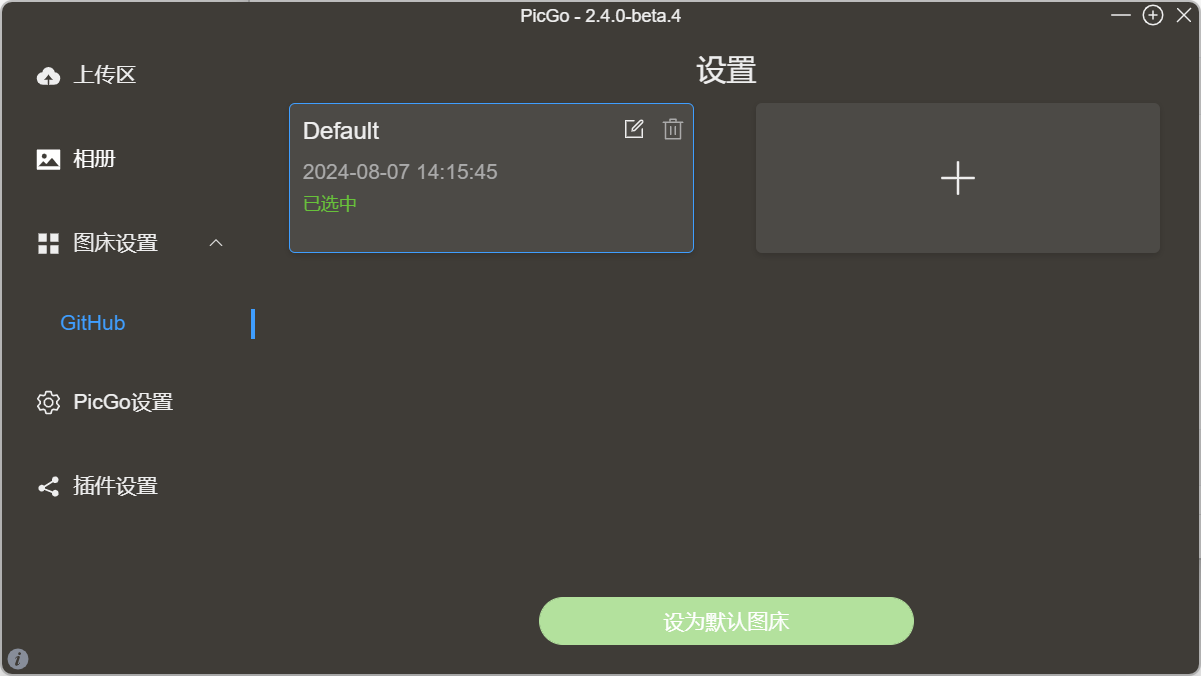 PicGo - 2.4.0-beta.4
上传区
相册
图床设置
GitHub
PicGo设置
插件设置
设置
Default
2024-08-07 14:15:45
已选中
设为默认图床